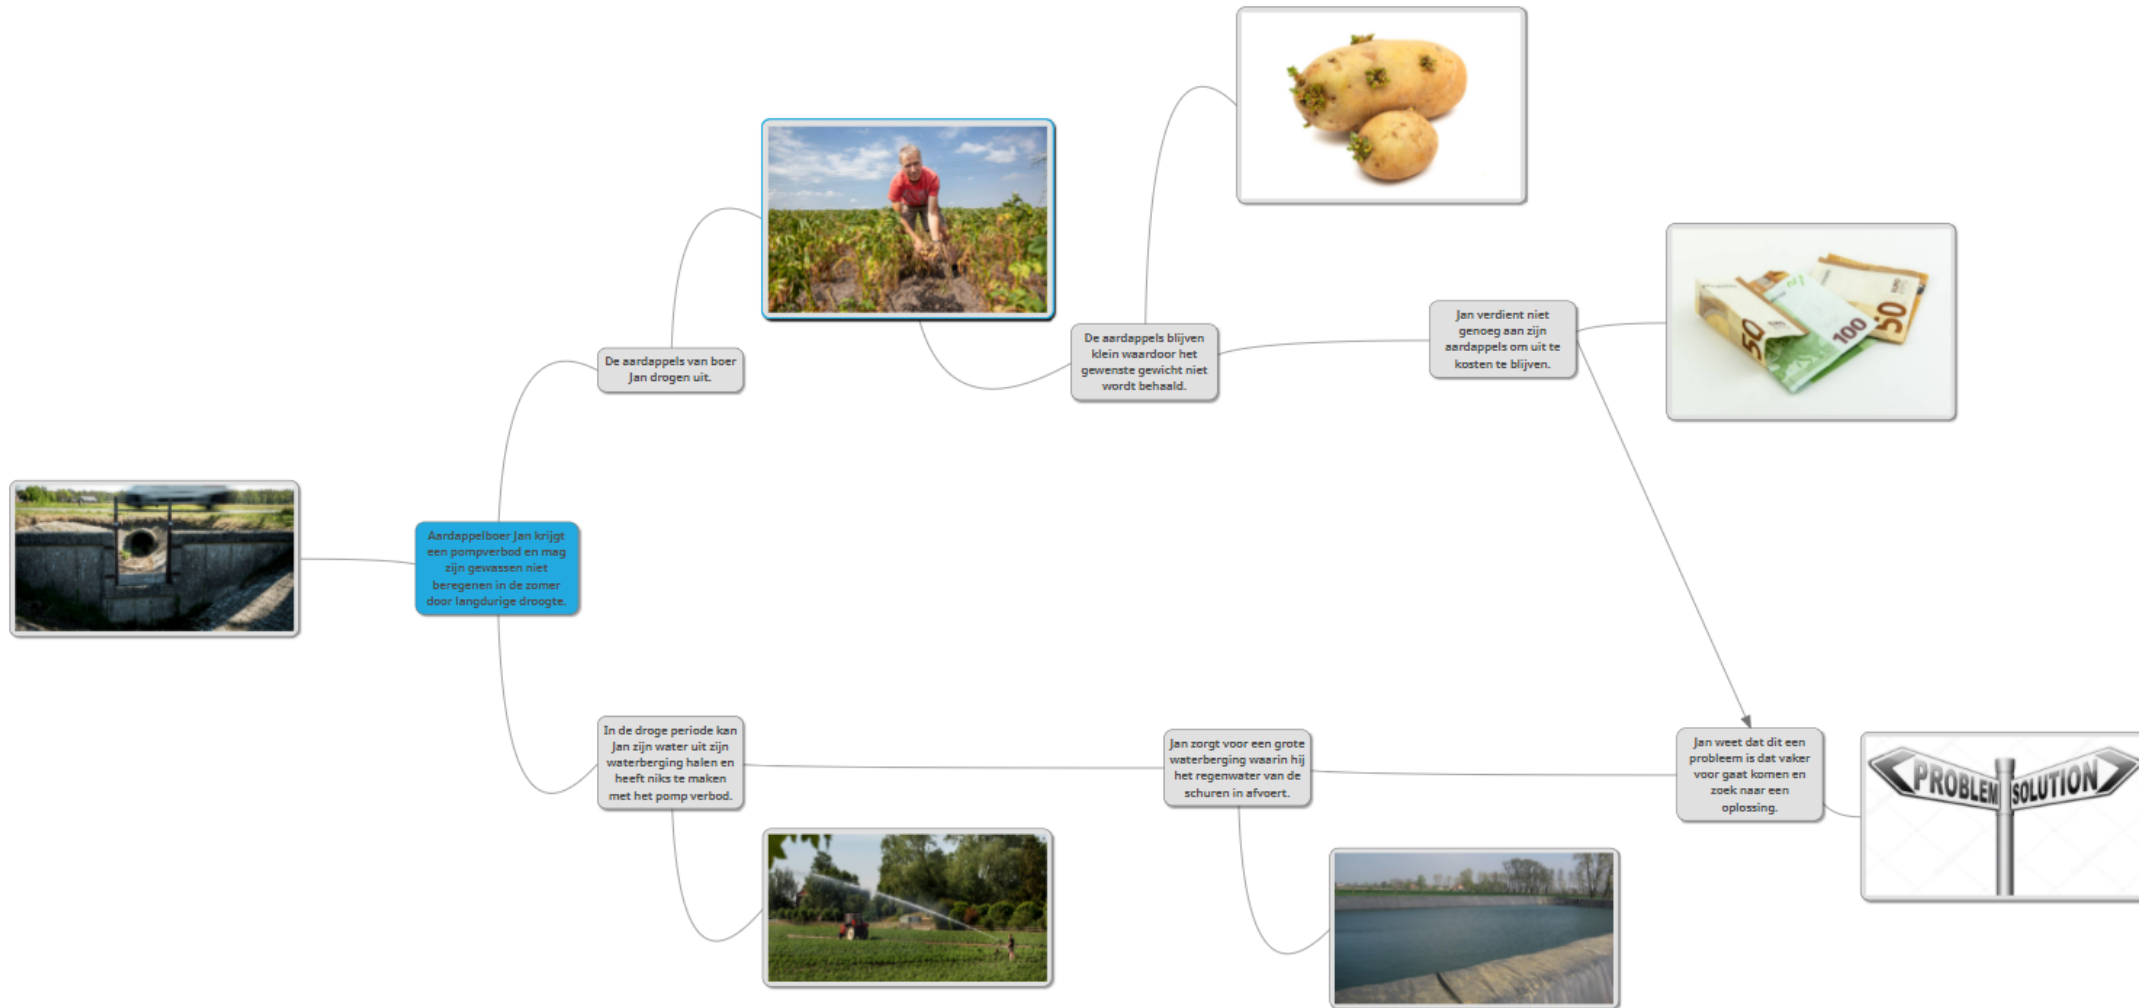 De aardappels van boer
Jan drogen uit.
De aardappels blijven
klein waardoor het
gewenste gewicht niet
wordt behaald.
Jan verdient niet
genoeg aan zijn
aardappels om uit te
kosten te blijven.
50
100
50
EURO
Aardappelboer Jan krijgt
een pompverbod en mag
zijn gewassen niet
beregenen in de zomer
door langdurige droogte.
In de droge periode kan
Jan zijn water uit zijn
waterberging halen en
heeft niks te maken
met het pomp verbod.
Jan zorgt voor een grote
waterberging waarin hij
het regenwater van de
schuren in afvoert.
Jan weet dat dit een
probleem is dat vaker
voor gaat komen en
zoek naar een
oplossing.
PROBLEM
SOLUTION